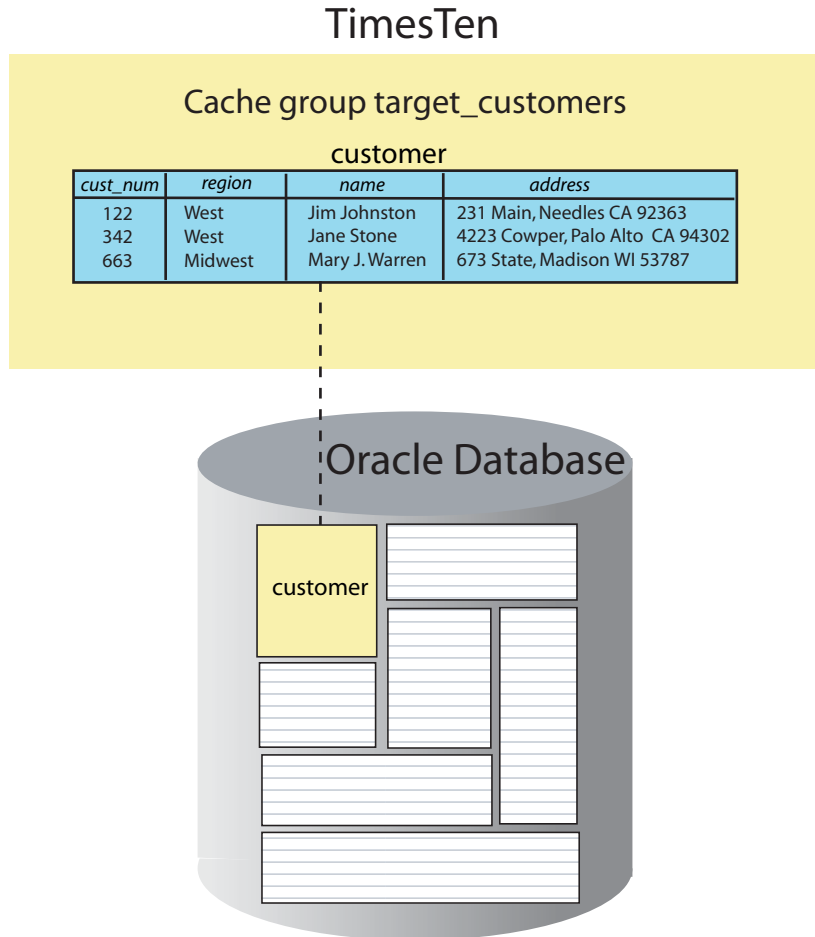 TimesTen
Cache group target_customers
customer
cust_num region name address
122 West Jim Johnston 231 Main, Needles CA 92363
342 West Jane Stone 4223 Cowper, Palo Alto CA 94302
663 Midwest Mary J. Warren 673 State, Madison WI 53787
Oracle Database
customer